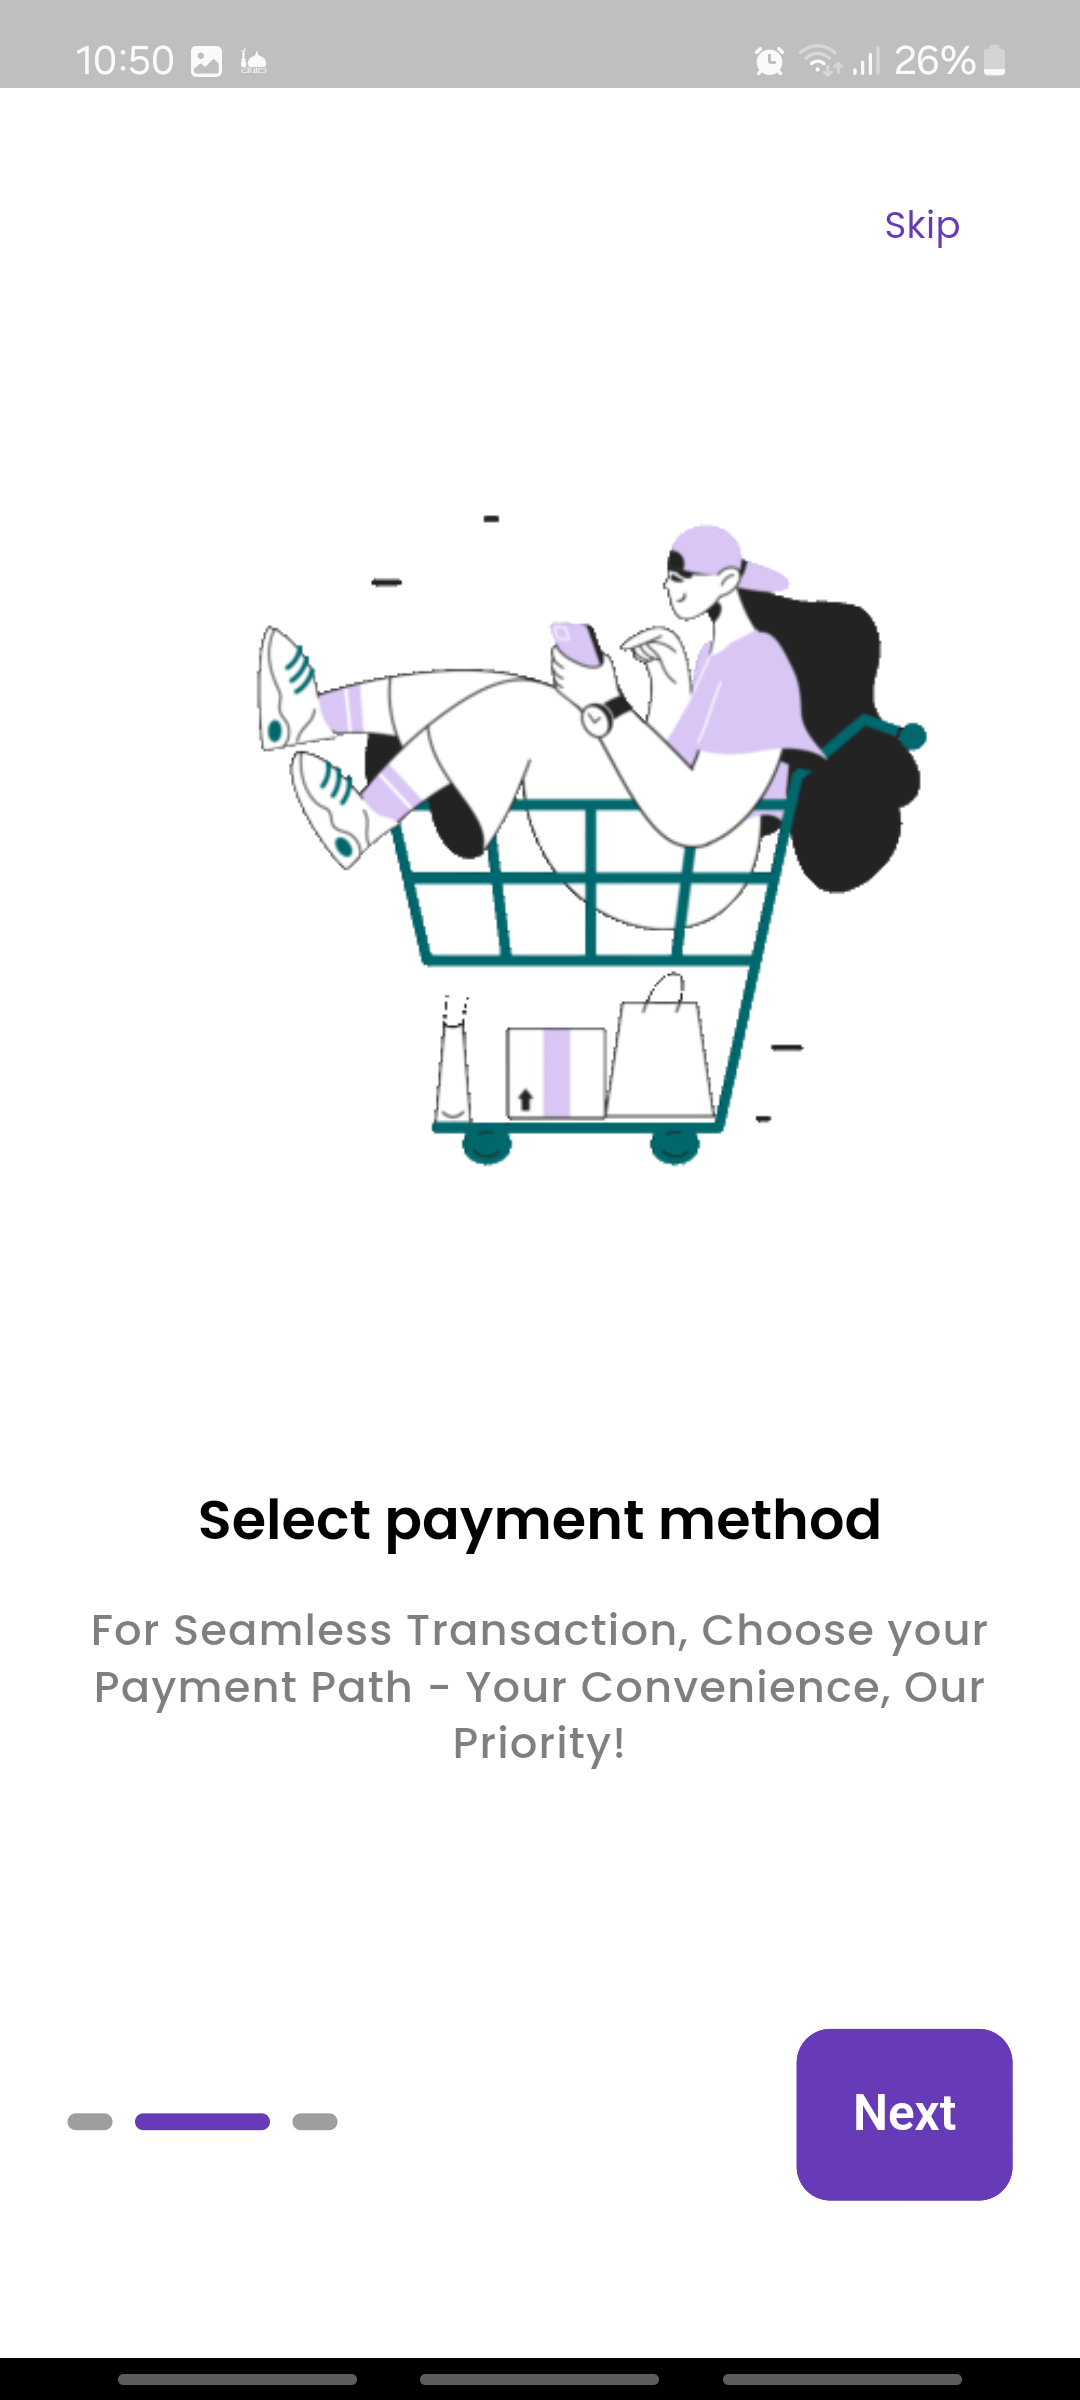 10:50 26%
Skip
Select payment method
For Seamless Transaction, Choose your
Payment Path - Your Convenience, Our
Priority!
Next